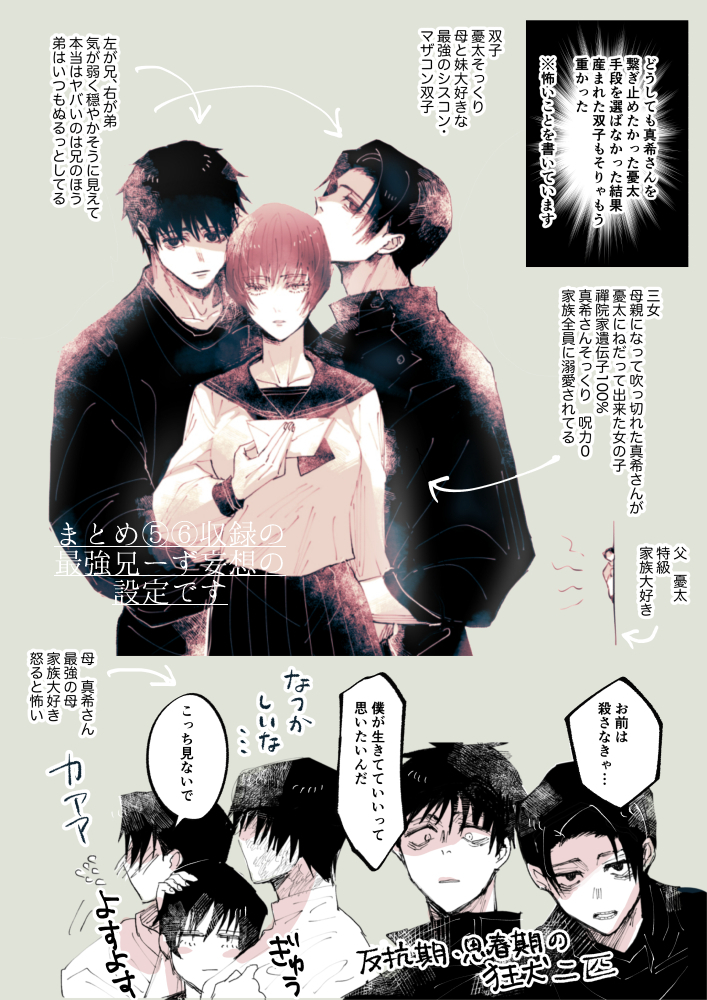 どうしても真希さんを
繋ぎ止めたかった憂太
手段を選ばなかった結果
産まれた双子もそりゃもう
重かった
※怖いことを書いています
双子
憂太そっくり
母と妹大好きな
最強のシスコン・
マザコン双子
左が兄、右が弟
気が弱く穏やかそうに見えて
本当はヤバいのは兄のほう
弟はいつもぬるっとしてる
三女
母親になって吹っ切れた真希さんが
憂太にねだって出来た女の子
禪院家遺伝子100%
真希さんそっくり 呪力0
家族全員に溺愛されてる
まとめ⑤⑥収録の
最強兄ーず妄想の
設定です
父 憂太
特級
家族大好き
母 真希さん
最強の母
家族大好き
怒ると怖い
お前は
殺さなきゃ…
僕が生きてていいって
思いたいんだ
なつか
しいな
…
こっち見ないで
カアアア
よすよす
ぎゅう
反抗期・思春期の
狂犬二匹